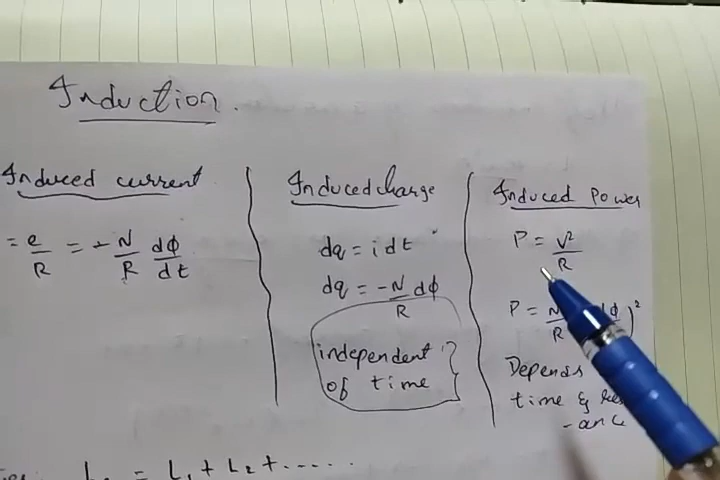 Induction.
Induced current
= e/R = - N/R dφ/dt
Induced charge
dq = i dt
dq = -N/R dφ
independent
of time
Induced Power
P = V²/R
P = N /R dφ )²
Depends
time &
-ance
L = L₁ + L₂ + .....